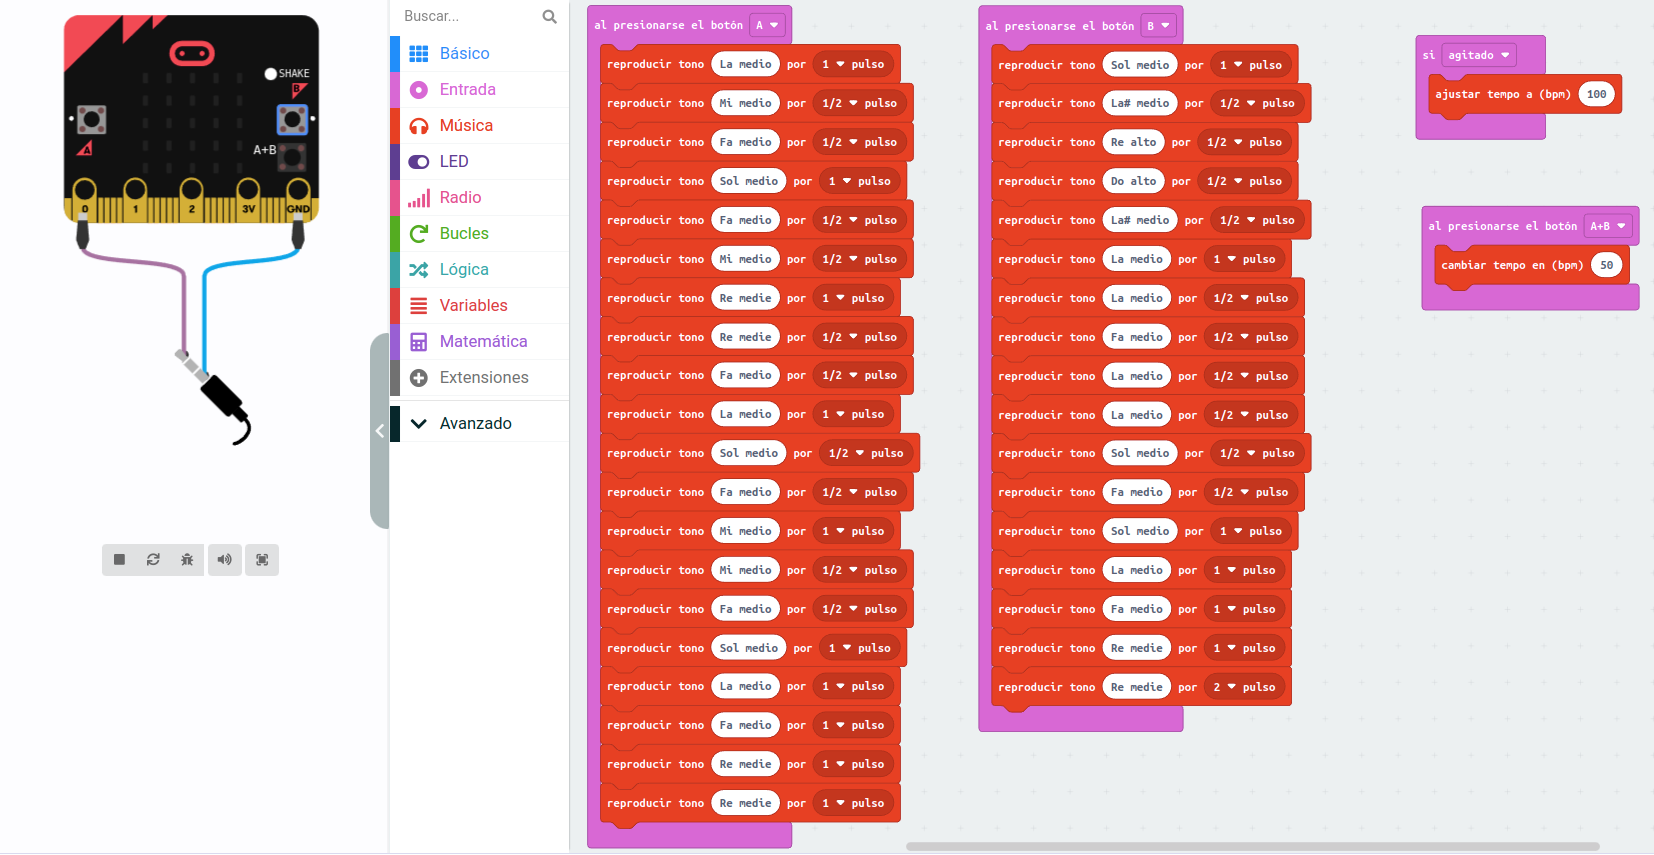 SHAKE
B
A
A+B
0 1 2 3V GND
Buscar...
Básico
Entrada
Música
LED
Radio
Bucles
Lógica
Variables
Matemática
Extensiones
Avanzado
al presionarse el botón A
reproducir tono La medio por 1 pulso
reproducir tono Mi medio por 1/2 pulso
reproducir tono Fa medio por 1/2 pulso
reproducir tono Sol medio por 1 pulso
reproducir tono Fa medio por 1/2 pulso
reproducir tono Mi medio por 1/2 pulso
reproducir tono Re medie por 1 pulso
reproducir tono Re medie por 1/2 pulso
reproducir tono Fa medio por 1/2 pulso
reproducir tono La medio por 1 pulso
reproducir tono Sol medio por 1/2 pulso
reproducir tono Fa medio por 1/2 pulso
reproducir tono Mi medio por 1 pulso
reproducir tono Mi medio por 1/2 pulso
reproducir tono Fa medio por 1/2 pulso
reproducir tono Sol medio por 1 pulso
reproducir tono La medio por 1 pulso
reproducir tono Fa medio por 1 pulso
reproducir tono Re medie por 1 pulso
reproducir tono Re medie por 1 pulso
al presionarse el botón B
reproducir tono Sol medio por 1 pulso
reproducir tono La# medio por 1/2 pulso
reproducir tono Re alto por 1/2 pulso
reproducir tono Do alto por 1/2 pulso
reproducir tono La# medio por 1/2 pulso
reproducir tono La medio por 1 pulso
reproducir tono La medio por 1/2 pulso
reproducir tono Fa medio por 1/2 pulso
reproducir tono La medio por 1/2 pulso
reproducir tono La medio por 1/2 pulso
reproducir tono Sol medio por 1/2 pulso
reproducir tono Fa medio por 1/2 pulso
reproducir tono Sol medio por 1 pulso
reproducir tono La medio por 1 pulso
reproducir tono Fa medio por 1 pulso
reproducir tono Re medie por 1 pulso
reproducir tono Re medie por 2 pulso
si agitado
ajustar tempo a (bpm) 100
al presionarse el botón A+B
cambiar tempo en (bpm) 50